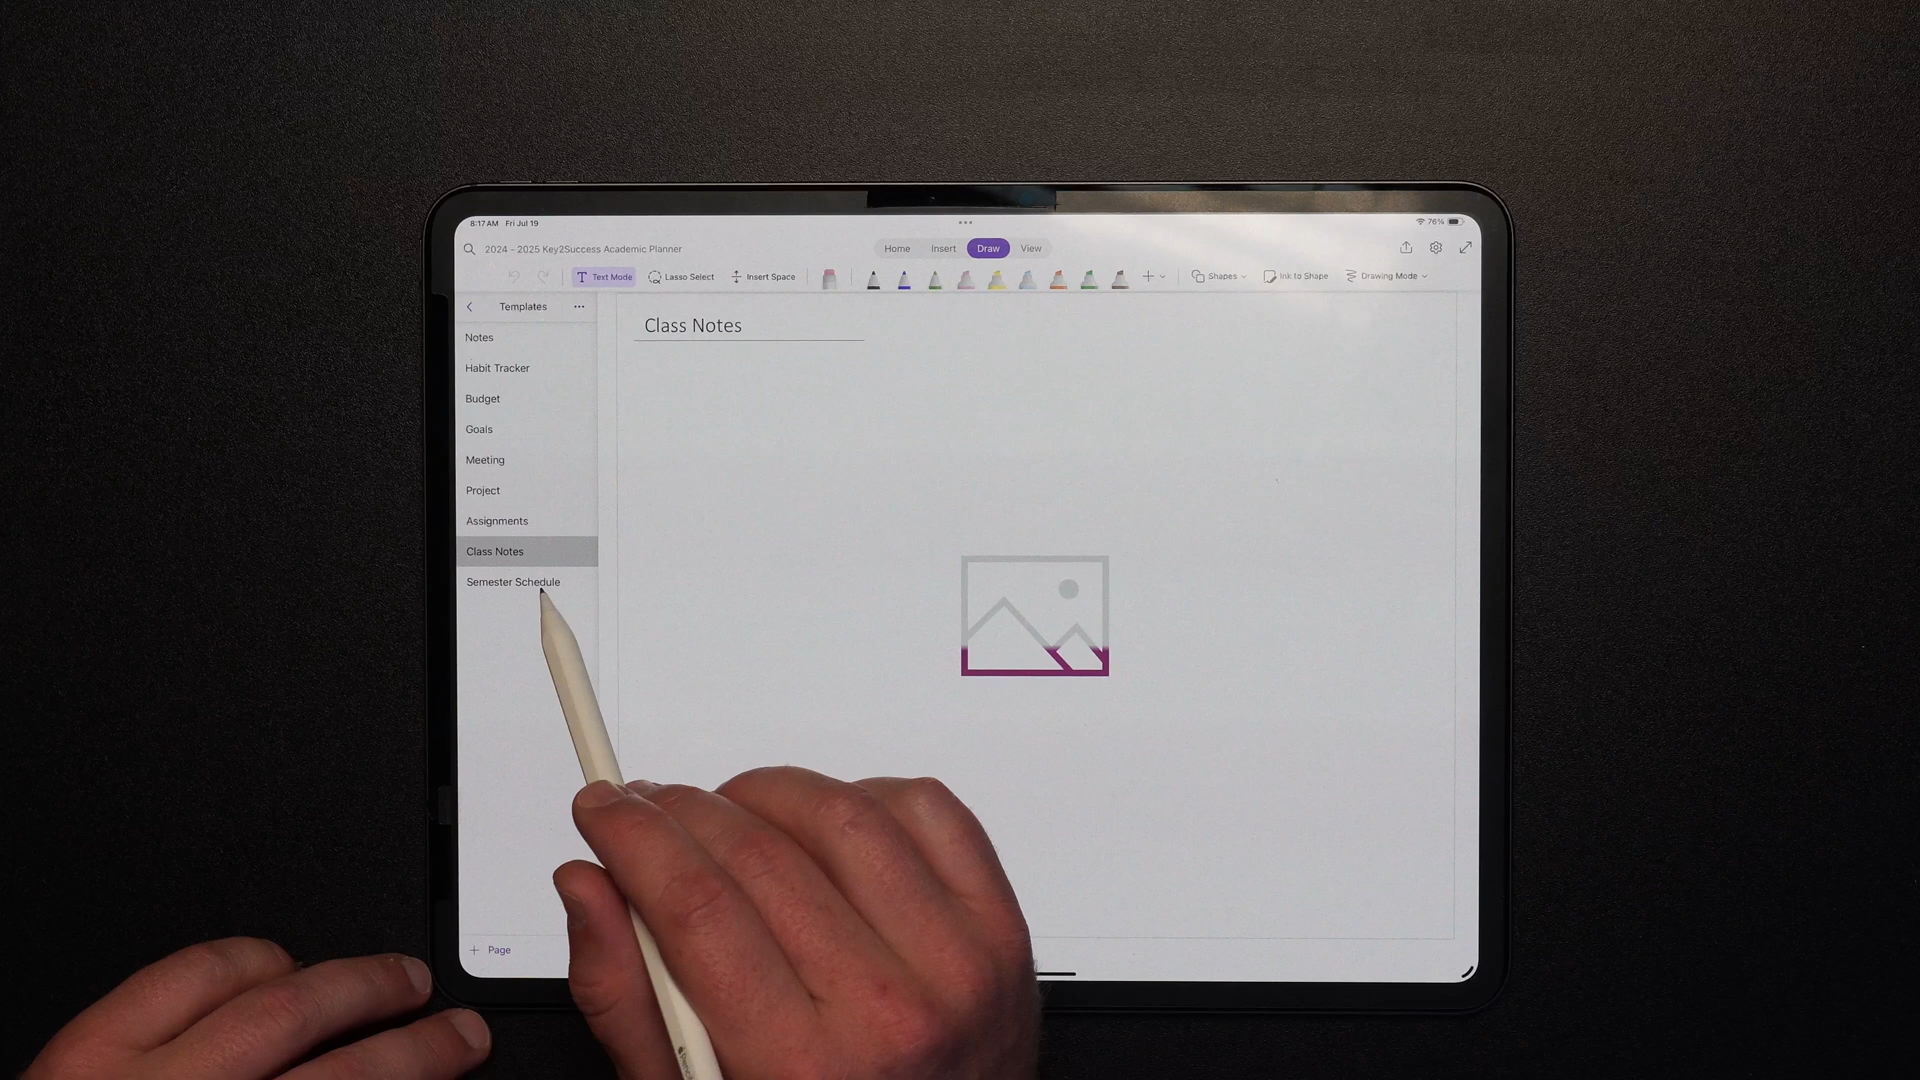 8:17 AM Fri Jul 19
76%
2024 - 2025 Key2Success Academic Planner
Home Insert Draw View
Text Mode Lasso Select Insert Space Shapes Ink to Shape Drawing Mode
Templates
Class Notes
Notes
Habit Tracker
Budget
Goals
Meeting
Project
Assignments
Class Notes
Semester Schedule
Page